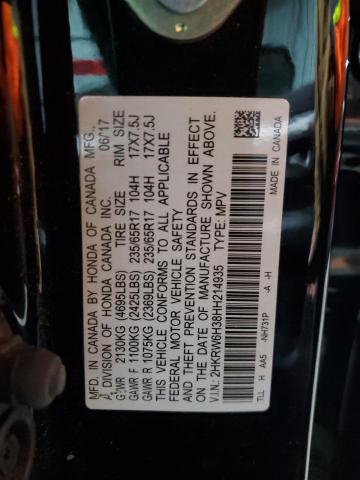 MFD. IN CANADA BY HONDA OF CANADA MFG.,
A DIVISION OF HONDA CANADA INC. 06/17
GVWR 2130KG (4695LBS) TIRE SIZE RIM SIZE
GAWR F 1100KG (2425LBS) 235/65R17 104H 17X7.5J
GAWR R 1075KG (2369LBS) 235/65R17 104H 17X7.5J
THIS VEHICLE CONFORMS TO ALL APPLICABLE
FEDERAL MOTOR VEHICLE SAFETY
AND THEFT PREVENTION STANDARDS IN EFFECT
ON THE DATE OF MANUFACTURE SHOWN ABOVE.
V.I.N.: 2HKRW6H38HH214935 TYPE: MPV
TLL H AA5 -NH731P -A -H MADE IN CANADA